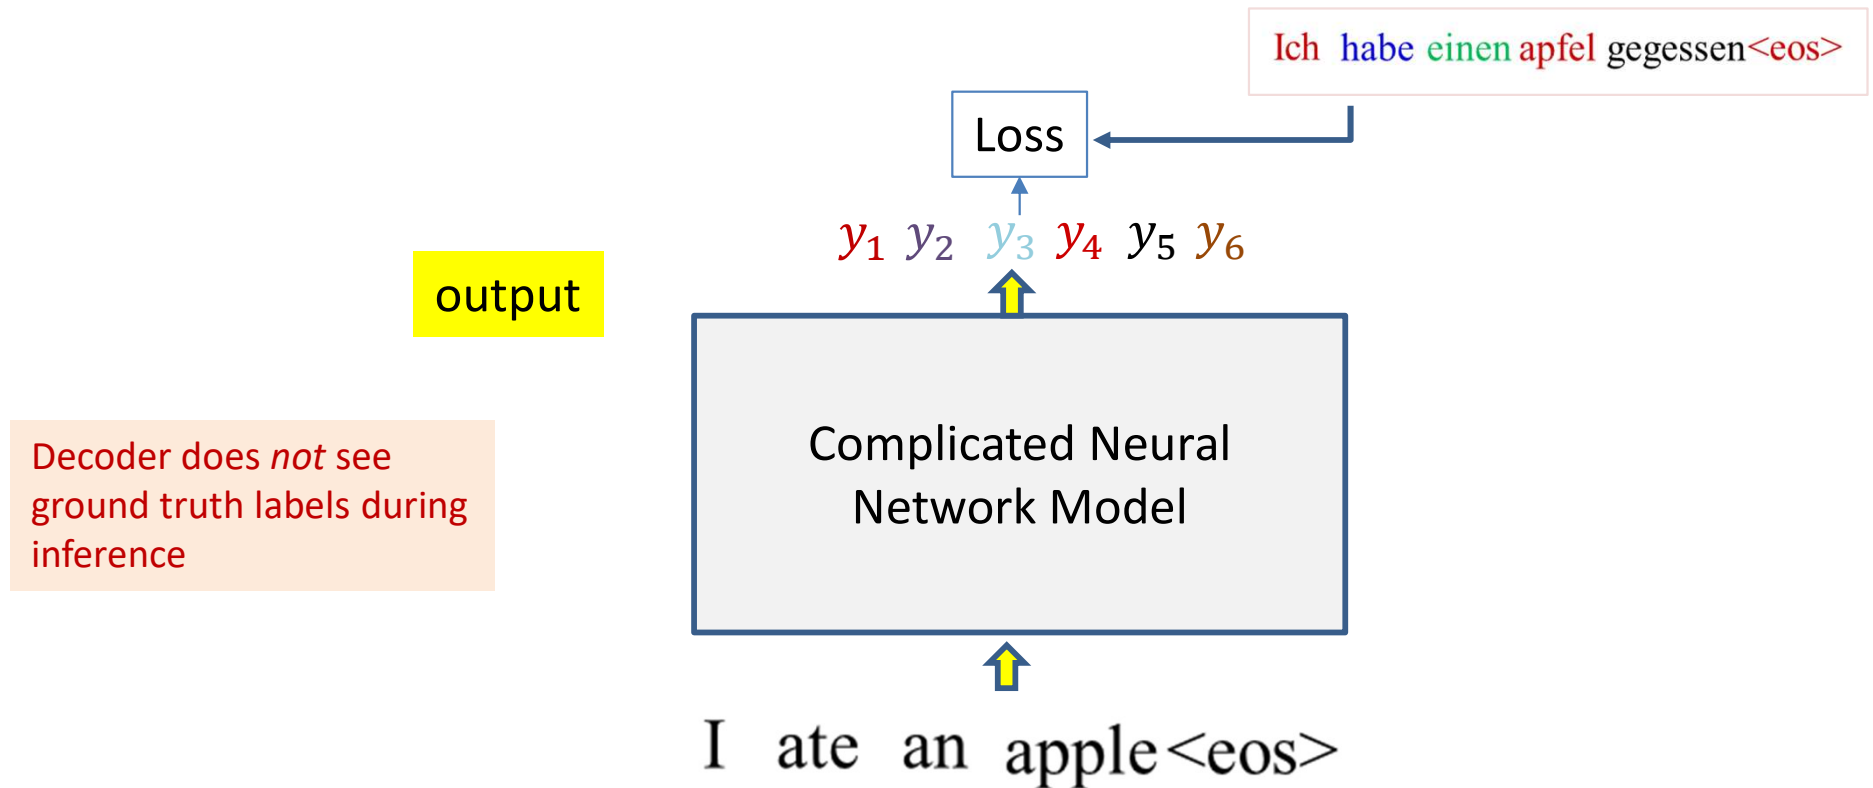 Ich habe einen apfel gegessen<eos>
Loss
y₁ y₂ y₃ y₄ y₅ y₆
output
Complicated Neural
Network Model
Decoder does not see
ground truth labels during
inference
I ate an apple<eos>